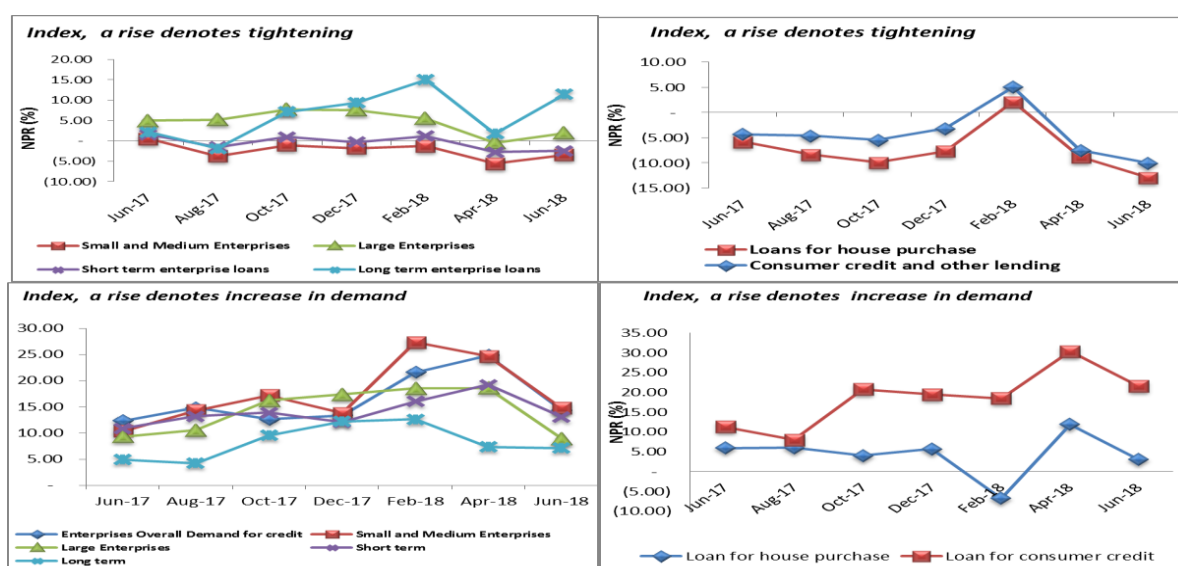 Index, a rise denotes tightening
20.00
15.00
10.00
5.00
-
(5.00)
(10.00)
NPR (%)
Jun-17 Aug-17 Oct-17 Dec-17 Feb-18 Apr-18 Jun-18
Small and Medium Enterprises Large Enterprises
Short term enterprise loans Long term enterprise loans
Index, a rise denotes tightening
10.00
5.00
-
(5.00)
(10.00)
(15.00)
NPR (%)
Jun-17 Aug-17 Oct-17 Dec-17 Feb-18 Apr-18 Jun-18
Loans for house purchase
Consumer credit and other lending
Index, a rise denotes increase in demand
30.00
25.00
20.00
15.00
10.00
5.00
-
Jun-17 Aug-17 Oct-17 Dec-17 Feb-18 Apr-18 Jun-18
Enterprises Overall Demand for credit Small and Medium Enterprises
Large Enterprises Short term
Long term
Index, a rise denotes increase in demand
35.00
30.00
25.00
20.00
15.00
10.00
5.00
-
(5.00)
(10.00)
NPR (%)
Jun-17 Aug-17 Oct-17 Dec-17 Feb-18 Apr-18 Jun-18
Loan for house purchase Loan for consumer credit